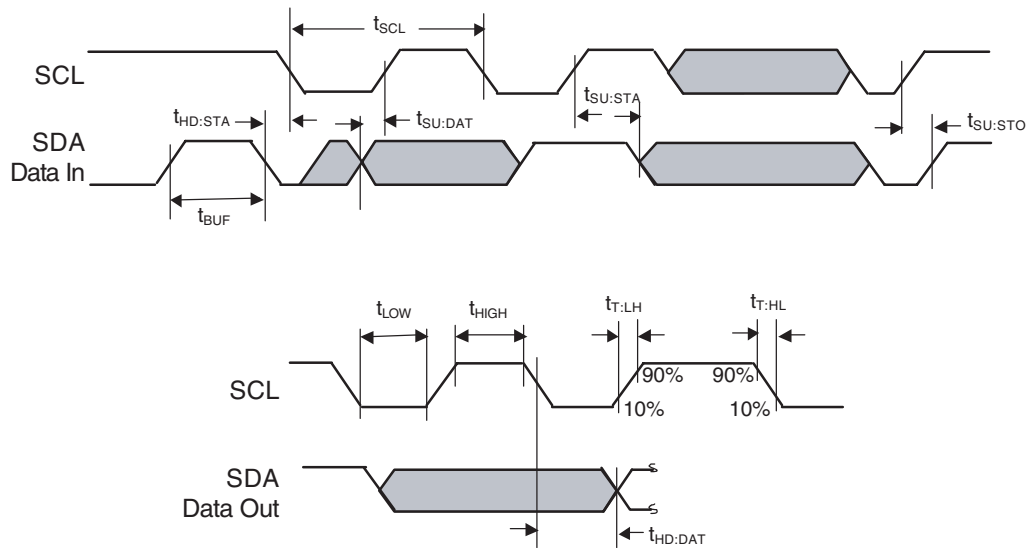 tSCL
SCL
tSU:STA
tHD:STA
tSU:DAT
tSU:STO
SDA
Data In
tBUF
tLOW
tHIGH
tT:LH
tT:HL
SCL
90%
90%
10%
10%
SDA
Data Out
tHD:DAT